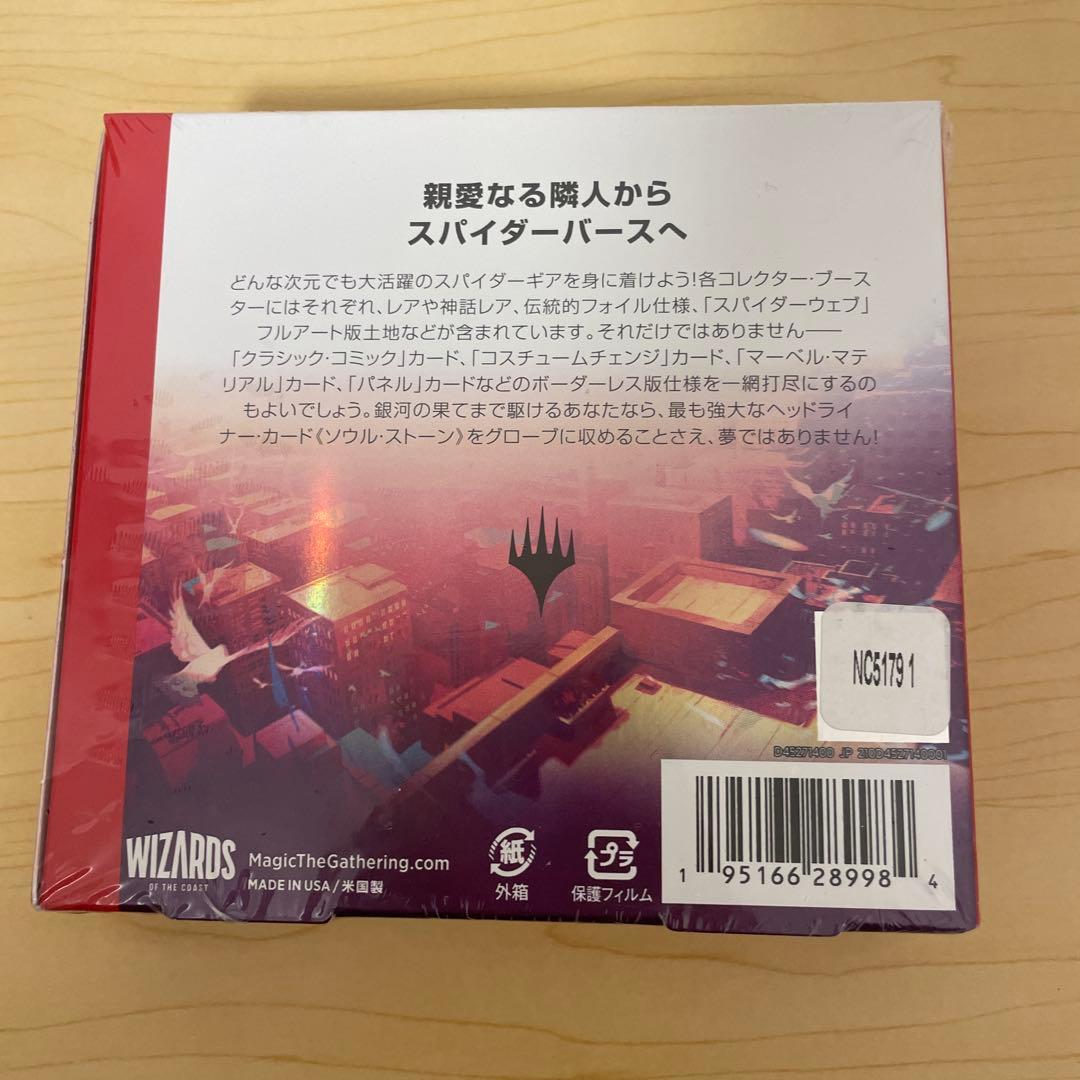 親愛なる隣人から
スパイダーバースへ
どんな次元でも大活躍のスパイダーギアを身に着けよう!各コレクター・ブース
ターにはそれぞれ、レアや神話レア、伝統的フォイル仕様、「スパイダーウェブ」
フルアート版土地などが含まれています。それだけではありません――
「クラシック・コミック」カード、「コスチュームチェンジ」カード、「マーベル・マテ
リアル」カード、「パネル」カードなどのボーダーレス版仕様を一網打尽にするの
もよいでしょう。銀河の果てまで駆けるあなたなら、最も強大なヘッドライ
ナー・カード《ソウル・ストーン》をグローブに収めることさえ、夢ではありません!
NC5179 1
D45271400 JP 210D4527140001
WIZARDS
OF THE COAST
MagicTheGathering.com
MADE IN USA / 米国製
紙
外箱
プラ
保護フィルム
1 95166 28998 4